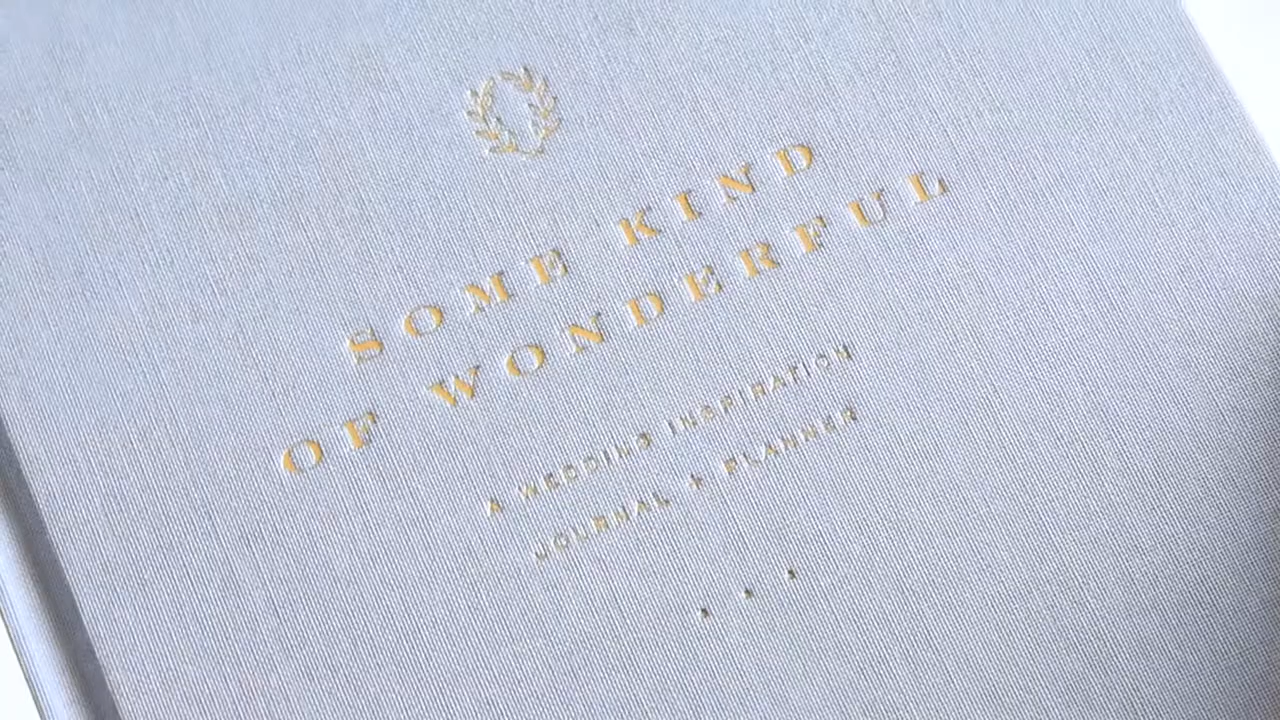 SOME KIND
OF WONDERFUL
A WEDDING INSPIRATION
JOURNAL + PLANNER